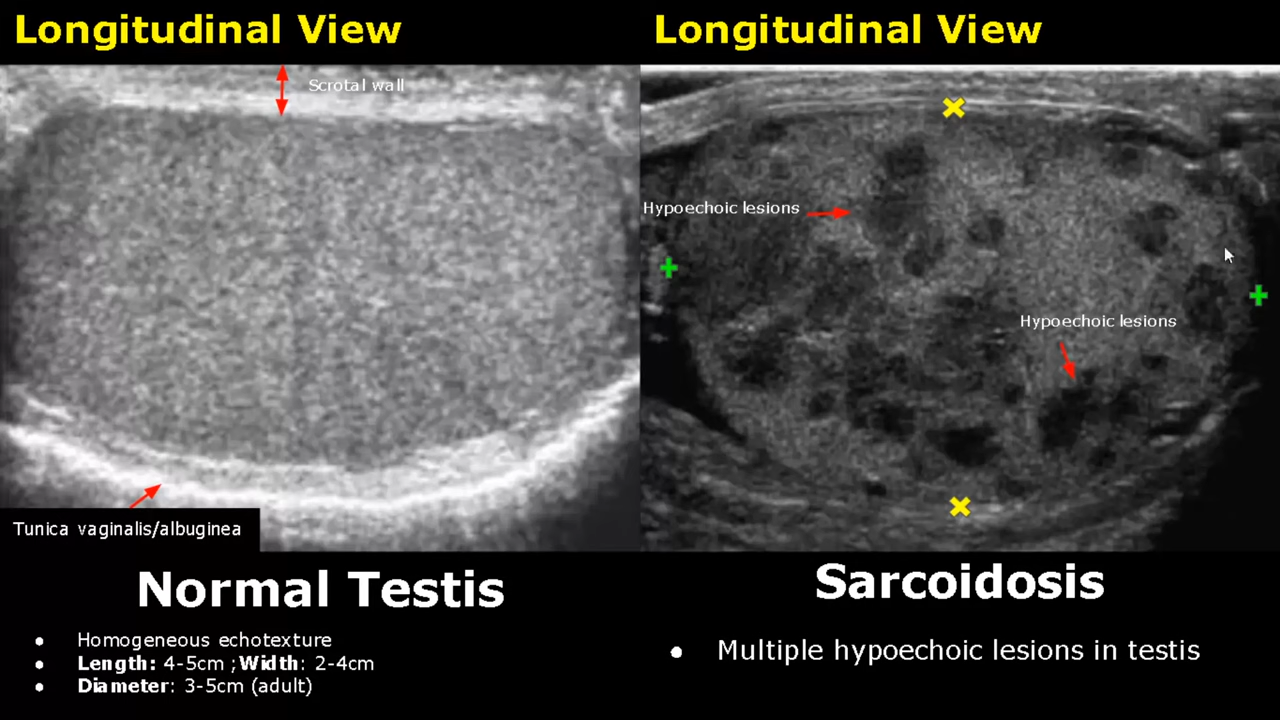 Longitudinal View
Scrotal wall
Tunica vaginalis/albuginea
Normal Testis
• Homogeneous echotexture
• Length: 4-5cm ;Width: 2-4cm
• Diameter: 3-5cm (adult)
Longitudinal View
Hypoechoic lesions
Hypoechoic lesions
Sarcoidosis
• Multiple hypoechoic lesions in testis